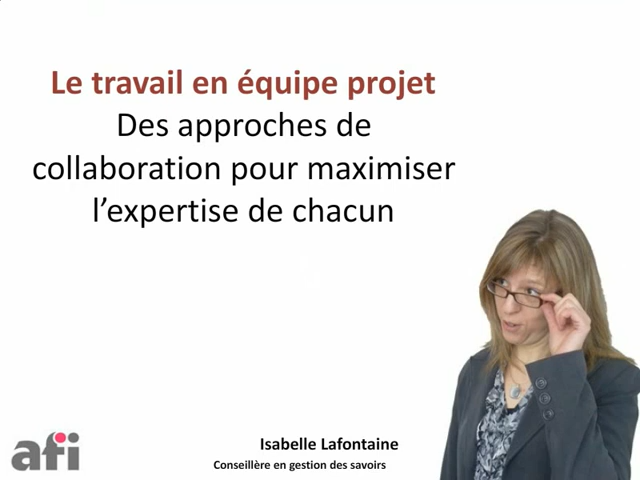 Le travail en équipe projet
Des approches de
collaboration pour maximiser
l’expertise de chacun
Isabelle Lafontaine
Conseillère en gestion des savoirs
afi